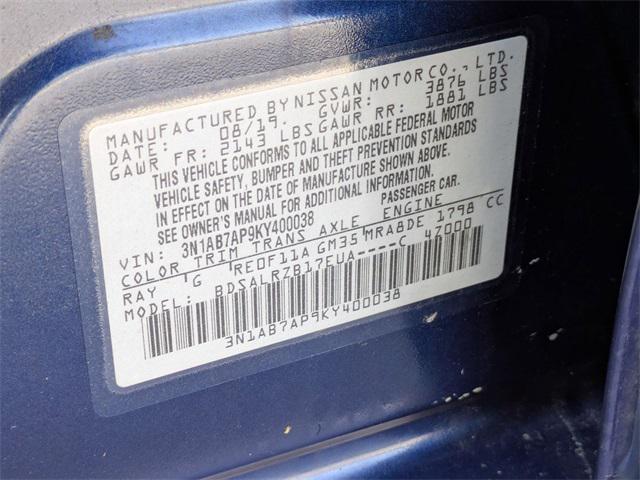 MANUFACTURED BY NISSAN MOTOR CO., LTD.
DATE: 08/19. GVWR: 3876 LBS
GAWR FR: 2143 LBS GAWR RR: 1881 LBS
THIS VEHICLE CONFORMS TO ALL APPLICABLE FEDERAL MOTOR
VEHICLE SAFETY, BUMPER AND THEFT PREVENTION STANDARDS
IN EFFECT ON THE DATE OF MANUFACTURE SHOWN ABOVE.
SEE OWNER'S MANUAL FOR ADDITIONAL INFORMATION.
VIN: 3N1AB7AP9KY400038 PASSENGER CAR.
COLOR TRIM TRANS AXLE ENGINE
RAY G RE0F11A GM35 MRA8DE 1798 CC
MODEL: BDSALRZB17EUA----C 4Z000
3N1AB7AP9KY400038